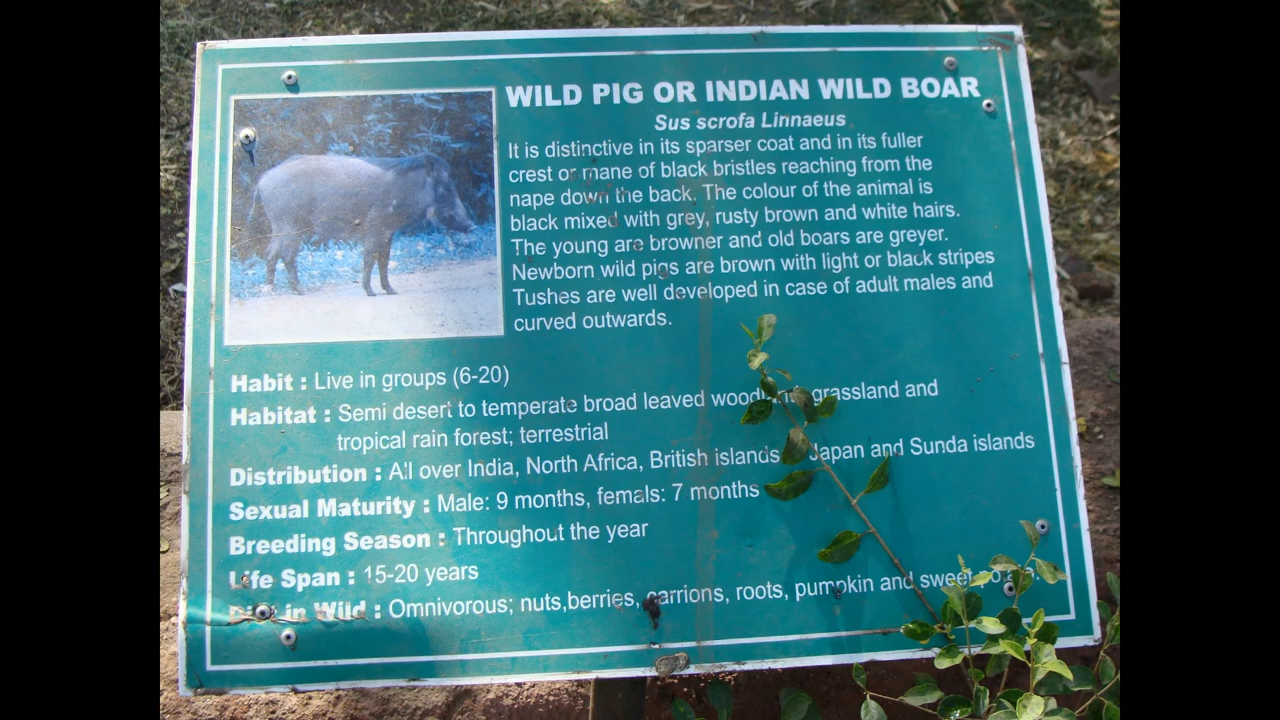 WILD PIG OR INDIAN WILD BOAR
Sus scrofa Linnaeus
It is distinctive in its sparser coat and in its fuller
crest or mane of black bristles reaching from the
nape down the back. The colour of the animal is
black mixed with grey, rusty brown and white hairs.
The young are browner and old boars are greyer.
Newborn wild pigs are brown with light or black stripes
Tushes are well developed in case of adult males and
curved outwards.
Habit : Live in groups (6-20)
Habitat : Semi desert to temperate broad leaved grassland and
tropical rain forest; terrestrial
Distribution : All over India, North Africa, British islands Japan and Sunda islands
Sexual Maturity : Male: 9 months, femals: 7 months
Breeding Season : Throughout the year
Life Span : 15-20 years
Diet in Wild : Omnivorous; nuts,berries, carrions, roots, pumpkin and sweet